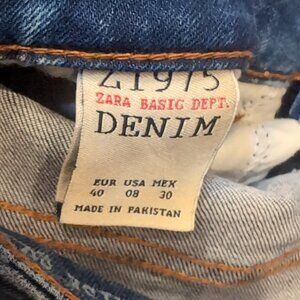 Z1975
ZARA BASIC DEPT.
DENIM
EUR USA MEX
40 08 30
MADE IN PAKISTAN